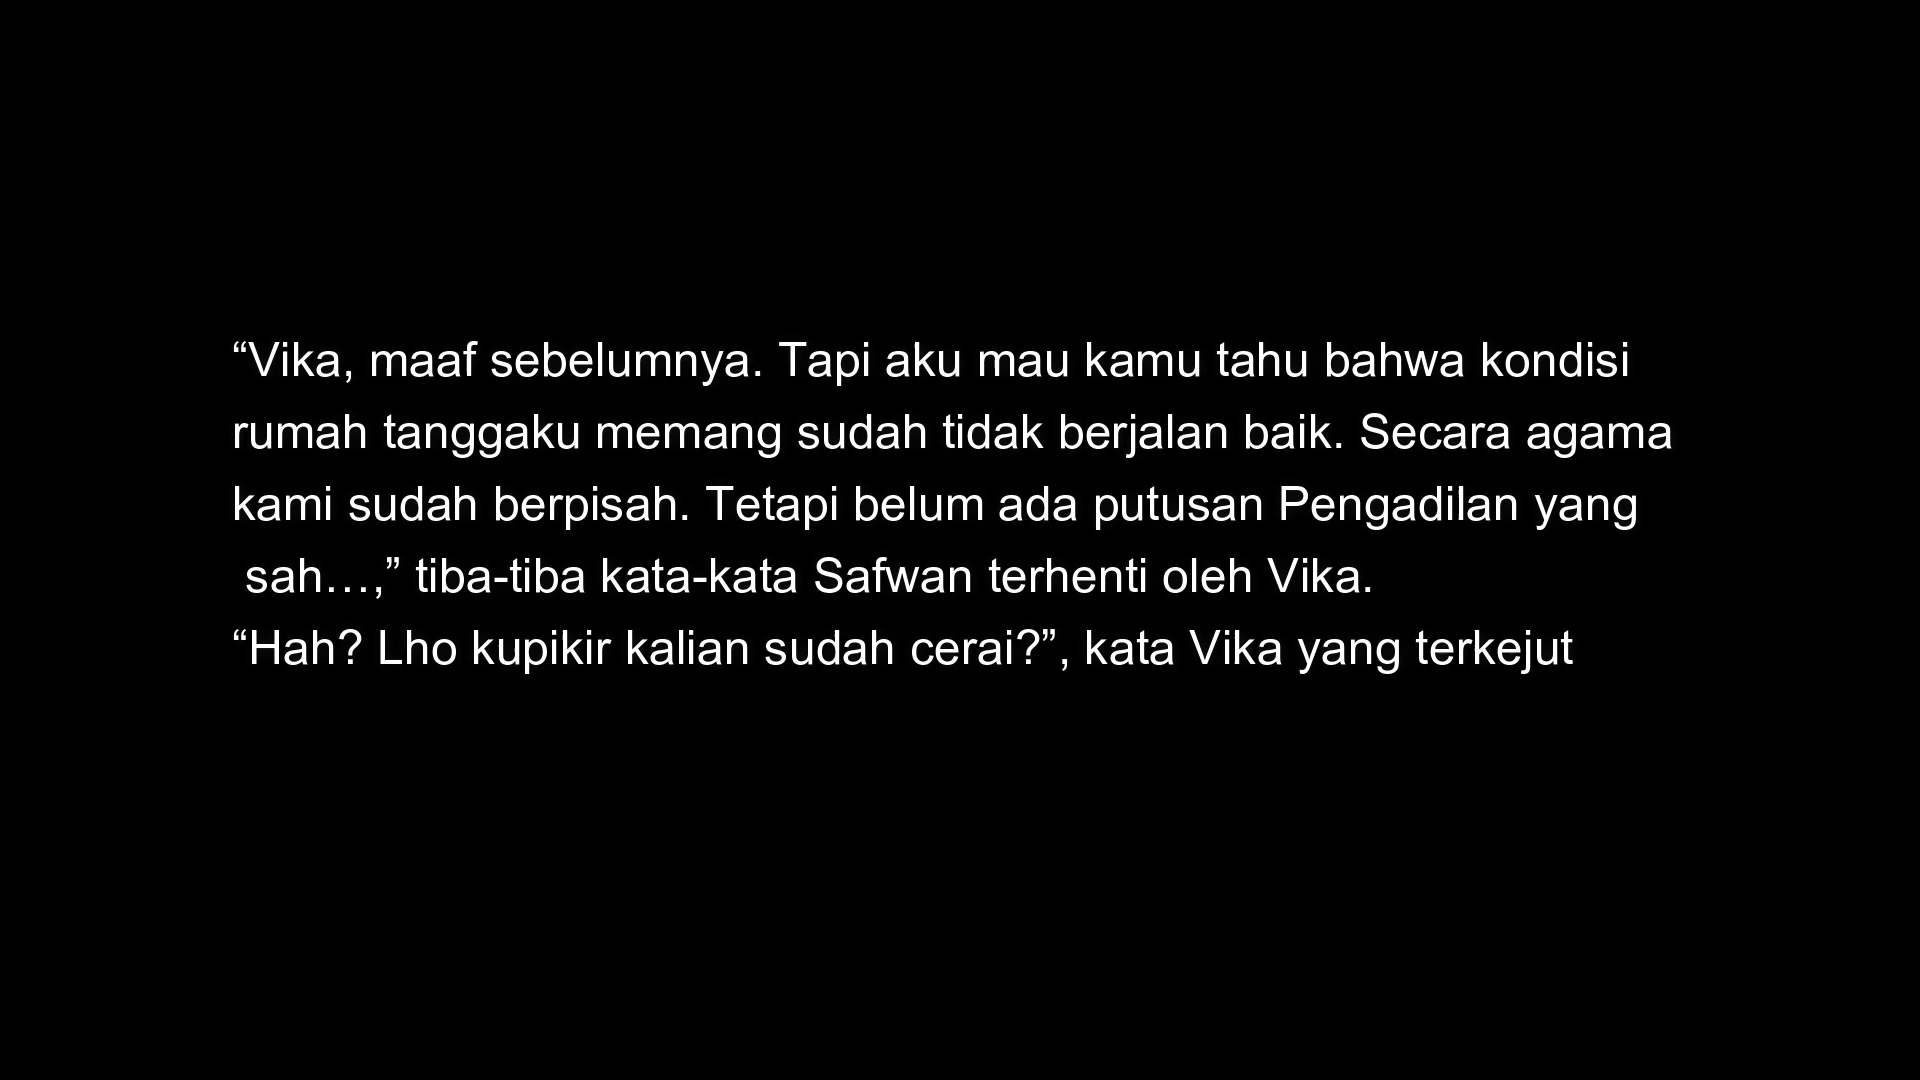 “Vika, maaf sebelumnya. Tapi aku mau kamu tahu bahwa kondisi
rumah tanggaku memang sudah tidak berjalan baik. Secara agama
kami sudah berpisah. Tetapi belum ada putusan Pengadilan yang
sah…,” tiba-tiba kata-kata Safwan terhenti oleh Vika.
“Hah? Lho kupikir kalian sudah cerai?”, kata Vika yang terkejut